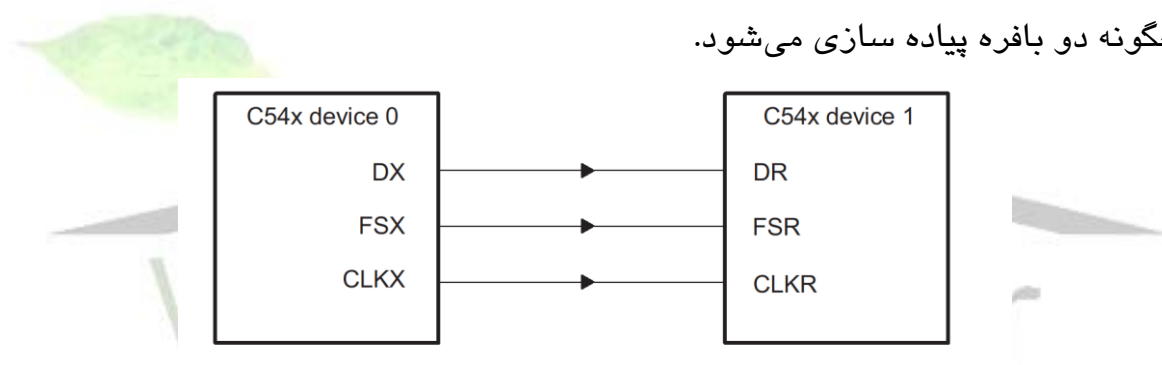 گونه دو بافره پیاده سازی می‌شود.
C54x device 0
C54x device 1
DX
DR
FSX
FSR
CLKX
CLKR